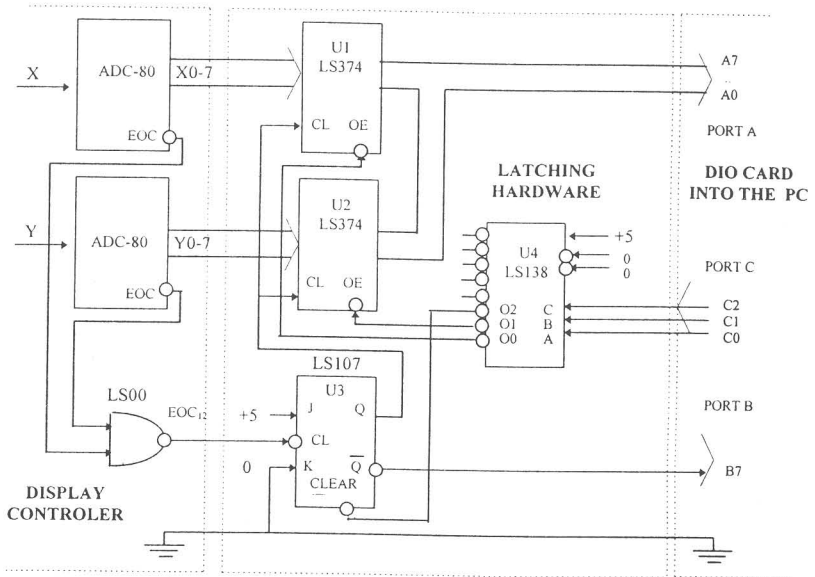 X
ADC-80
X0-7
EOC
U1
LS374
CL OE
A7
..
A0
PORT A
DIO CARD
INTO THE PC
LATCHING
HARDWARE
Y
ADC-80
Y0-7
EOC
U2
LS374
CL OE
U4
LS138
+5
0
0
O2 C
O1 B
O0 A
PORT C
C2
C1
C0
LS107
U3
J Q
CL
K Q
CLEAR
+5
0
LS00
EOC12
PORT B
B7
DISPLAY
CONTROLER